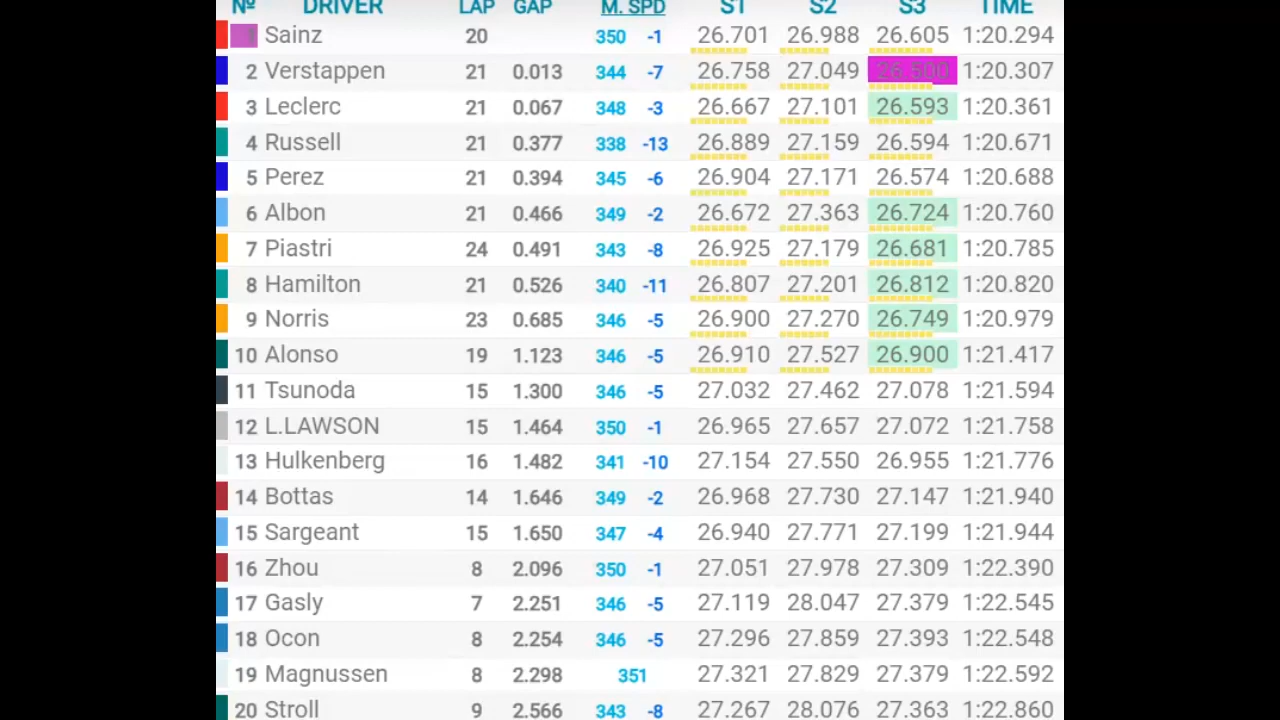 Nº DRIVER LAP GAP M. SPD S1 S2 S3 TIME
Sainz 20 350 -1 26.701 26.988 26.605 1:20.294
2 Verstappen 21 0.013 344 -7 26.758 27.049 26.500 1:20.307
3 Leclerc 21 0.067 348 -3 26.667 27.101 26.593 1:20.361
4 Russell 21 0.377 338 -13 26.889 27.159 26.594 1:20.671
5 Perez 21 0.394 345 -6 26.904 27.171 26.574 1:20.688
6 Albon 21 0.466 349 -2 26.672 27.363 26.724 1:20.760
7 Piastri 24 0.491 343 -8 26.925 27.179 26.681 1:20.785
8 Hamilton 21 0.526 340 -11 26.807 27.201 26.812 1:20.820
9 Norris 23 0.685 346 -5 26.900 27.270 26.749 1:20.979
10 Alonso 19 1.123 346 -5 26.910 27.527 26.900 1:21.417
11 Tsunoda 15 1.300 346 -5 27.032 27.462 27.078 1:21.594
12 L.LAWSON 15 1.464 350 -1 26.965 27.657 27.072 1:21.758
13 Hulkenberg 16 1.482 341 -10 27.154 27.550 26.955 1:21.776
14 Bottas 14 1.646 349 -2 26.968 27.730 27.147 1:21.940
15 Sargeant 15 1.650 347 -4 26.940 27.771 27.199 1:21.944
16 Zhou 8 2.096 350 -1 27.051 27.978 27.309 1:22.390
17 Gasly 7 2.251 346 -5 27.119 28.047 27.379 1:22.545
18 Ocon 8 2.254 346 -5 27.296 27.859 27.393 1:22.548
19 Magnussen 8 2.298 351 27.321 27.829 27.379 1:22.592
20 Stroll 9 2.566 343 -8 27.267 28.076 27.363 1:22.860